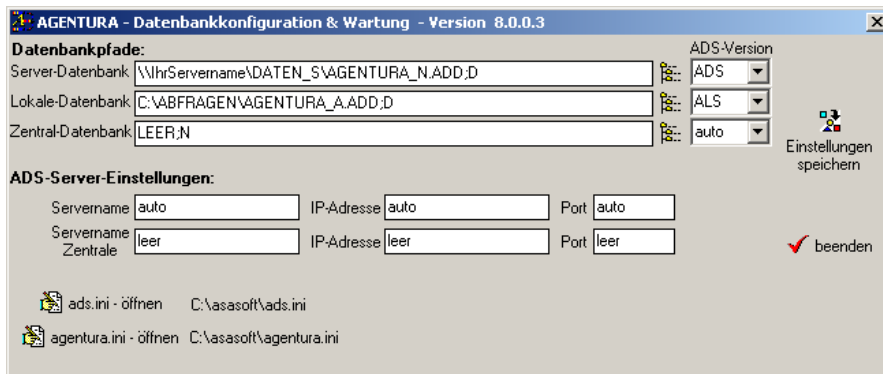 AGENTURA - Datenbankkonfiguration & Wartung - Version 8.0.0.3
Datenbankpfade:
ADS-Version
Server-Datenbank \\IhrServername\DATEN_S\AGENTURA_N.ADD;D ADS
Lokale-Datenbank C:\ABFRAGEN\AGENTURA_A.ADD;D ALS
Zentral-Datenbank LEER;N auto
Einstellungen
speichern
ADS-Server-Einstellungen:
Servername auto IP-Adresse auto Port auto
Servername
Zentrale leer IP-Adresse leer Port leer
beenden
ads.ini - öffnen C:\asasoft\ads.ini
agentura.ini - öffnen C:\asasoft\agentura.ini